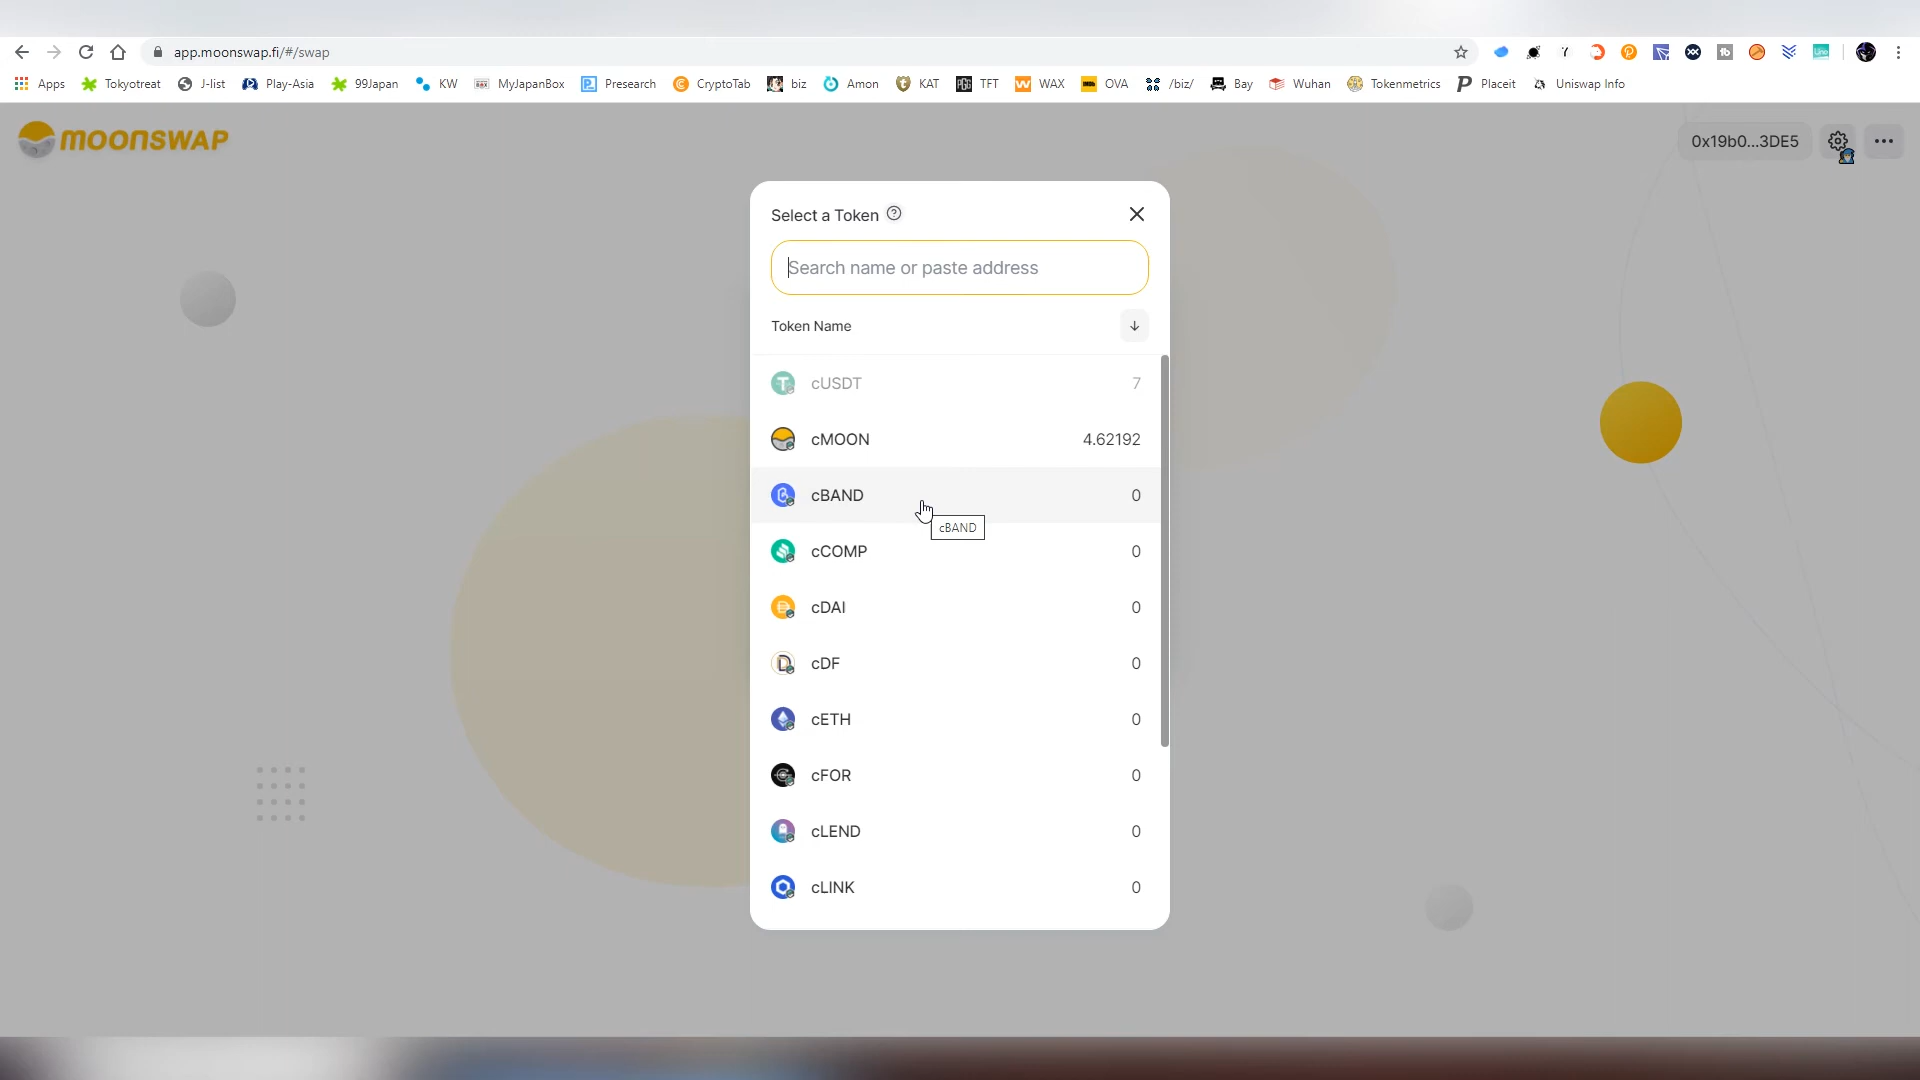 app.moonswap.fi/#/swap
Apps Tokyotreat J-list Play-Asia 99Japan KW MyJapanBox Presearch CryptoTab biz Amon KAT TFT WAX OVA /biz/ Bay Wuhan Tokenmetrics Placeit Uniswap Info
MOONSWAP
0x19b0...3DE5
Select a Token
Search name or paste address
Token Name
cUSDT 7
cMOON 4.62192
cBAND 0
cBAND
cCOMP 0
cDAI 0
cDF 0
cETH 0
cFOR 0
cLEND 0
cLINK 0